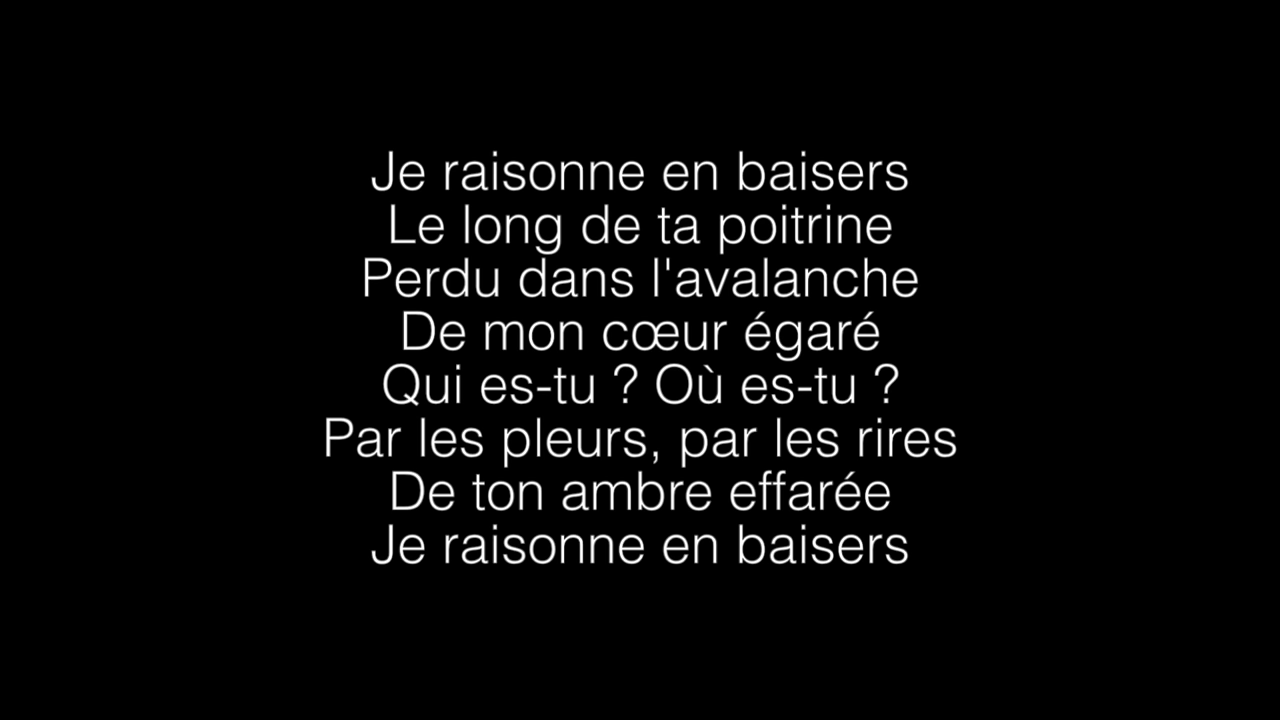 Je raisonne en baisers
Le long de ta poitrine
Perdu dans l'avalanche
De mon cœur égaré
Qui es-tu ? Où es-tu ?
Par les pleurs, par les rires
De ton ambre effarée
Je raisonne en baisers